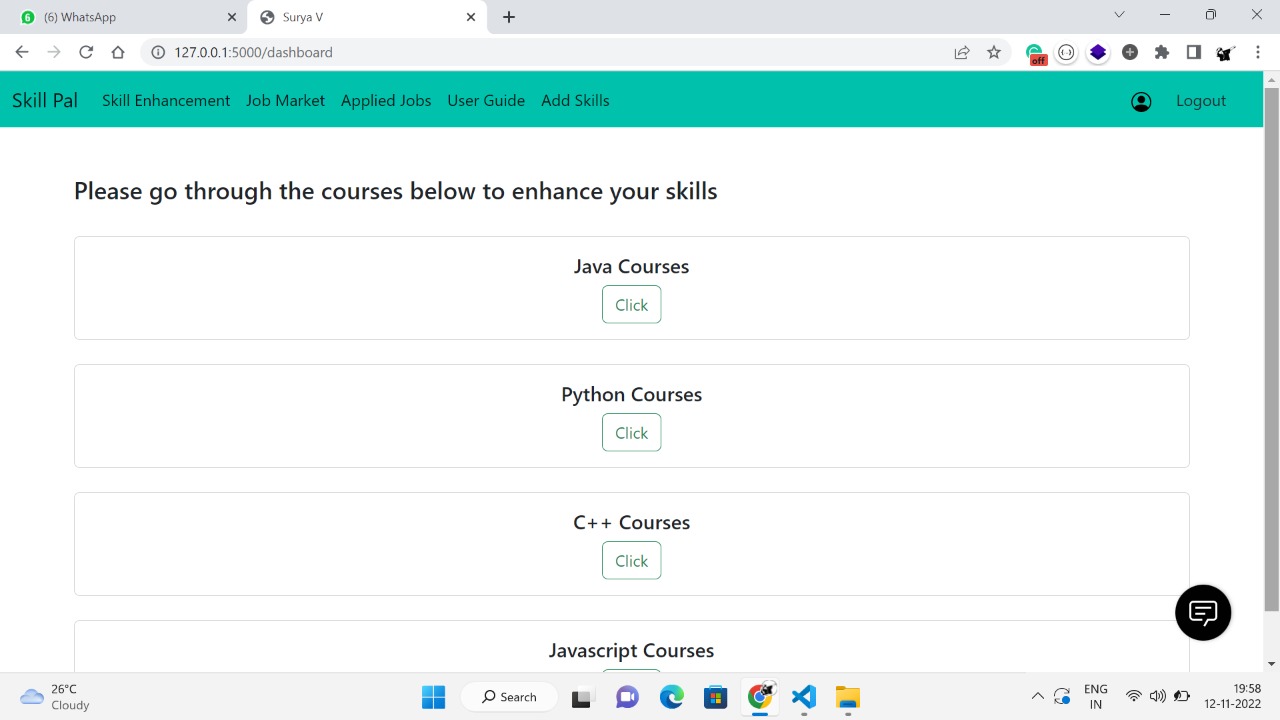 (6) WhatsApp
Surya V
127.0.0.1:5000/dashboard
off
Skill Pal
Skill Enhancement
Job Market
Applied Jobs
User Guide
Add Skills
Logout
Please go through the courses below to enhance your skills
Java Courses
Click
Python Courses
Click
C++ Courses
Click
Javascript Courses
26°C
Cloudy
Search
ENG
IN
19:58
12-11-2022